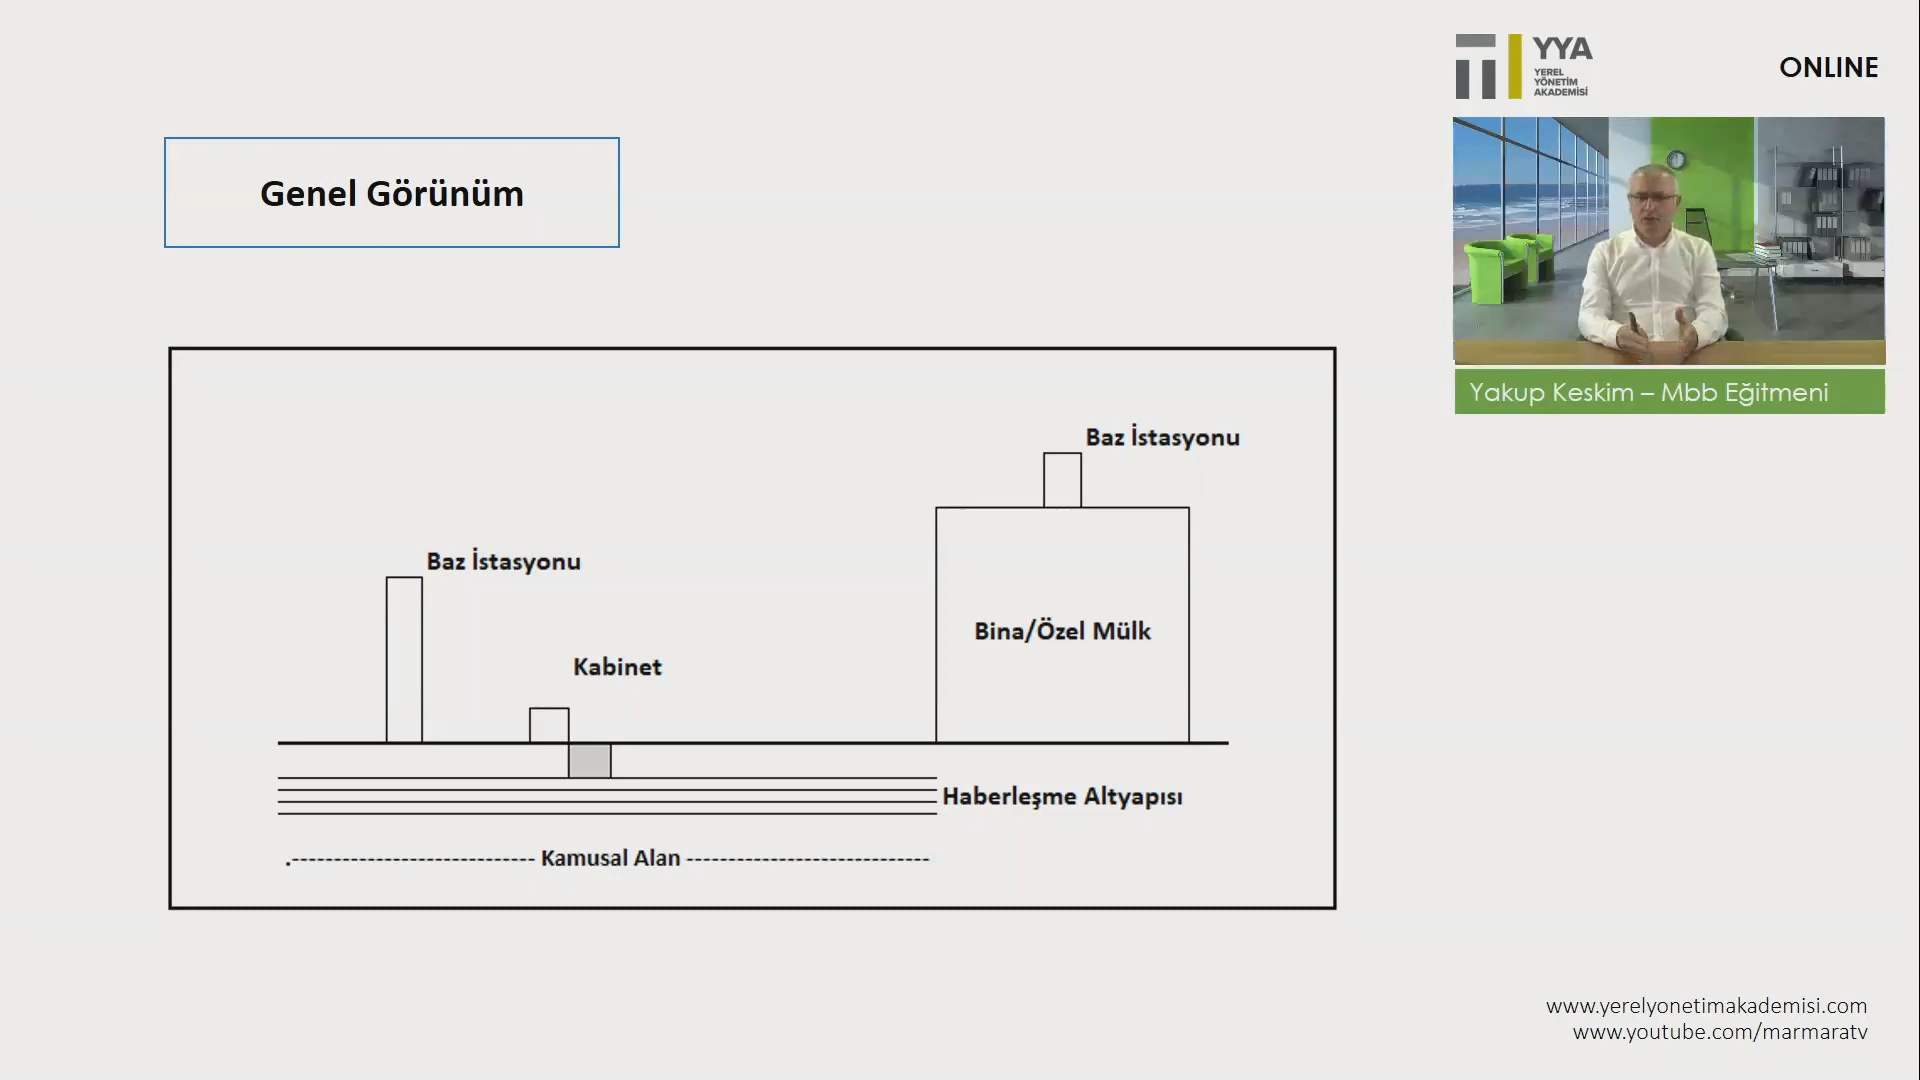 YYA
YEREL
YÖNETİM
AKADEMİSİ
ONLINE
Genel Görünüm
Yakup Keskim – Mbb Eğitmeni
Baz İstasyonu
Baz İstasyonu
Bina/Özel Mülk
Kabinet
Haberleşme Altyapısı
.----------------------------- Kamusal Alan -----------------------------
www.yerelyonetimakademisi.com
www.youtube.com/marmaratv